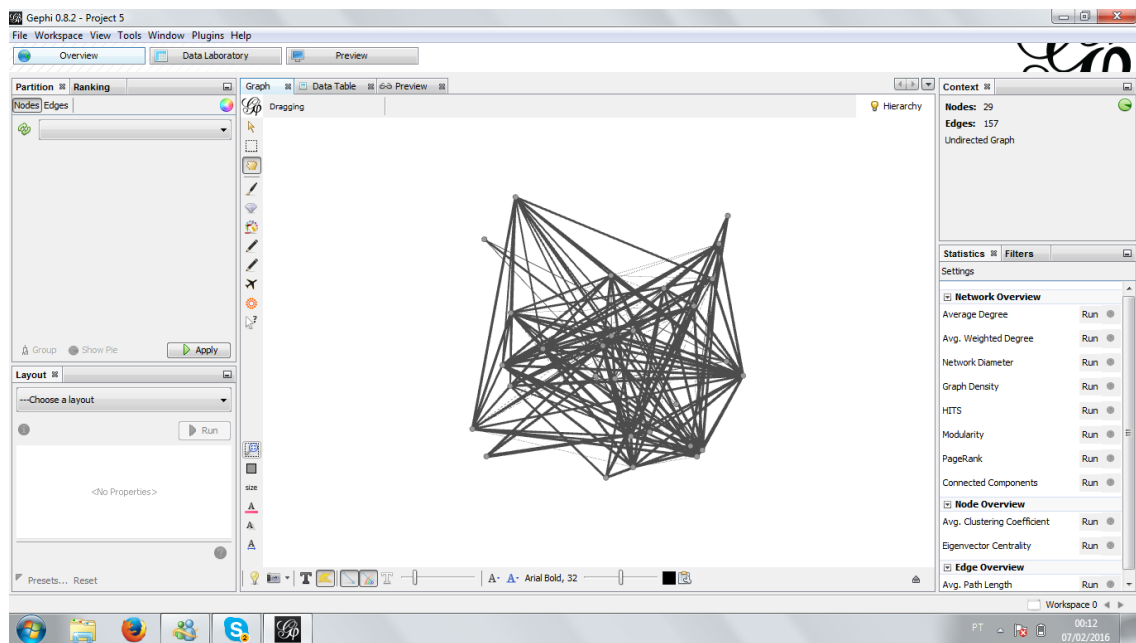 Gephi 0.8.2 - Project 5
File Workspace View Tools Window Plugins Help
Overview Data Laboratory Preview
Partition Ranking
Nodes Edges
Group Show Pie Apply
Layout
---Choose a layout
Run
<No Properties>
Presets... Reset
Graph Data Table Preview
Dragging Hierarchy
size
A
A
A
T T A- A- Arial Bold, 32
Context
Nodes: 29
Edges: 157
Undirected Graph
Statistics Filters
Settings
Network Overview
Average Degree Run
Avg. Weighted Degree Run
Network Diameter Run
Graph Density Run
HITS Run
Modularity Run
PageRank Run
Connected Components Run
Node Overview
Avg. Clustering Coefficient Run
Eigenvector Centrality Run
Edge Overview
Avg. Path Length Run
Workspace 0
PT 00:12
07/02/2016